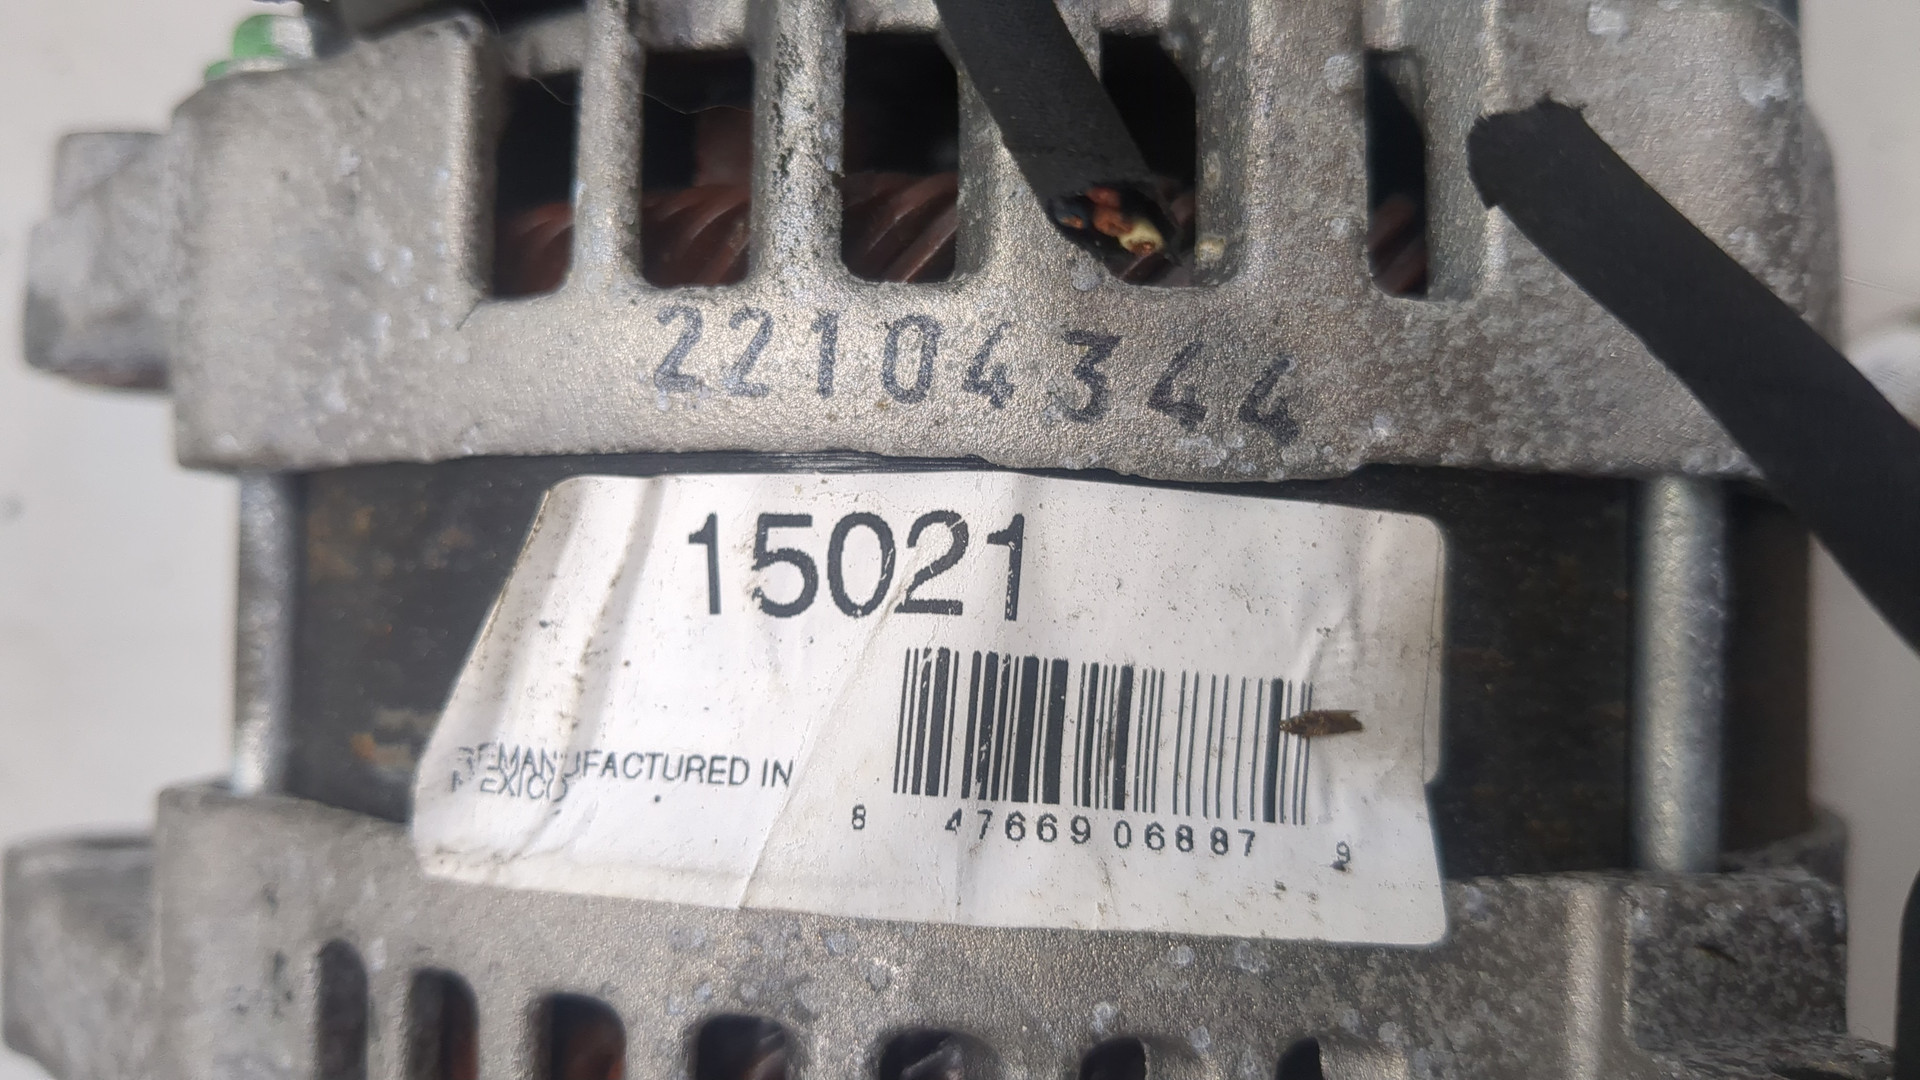 22104344
15021
REMANUFACTURED IN
MEXICO
8 47669 06887 9